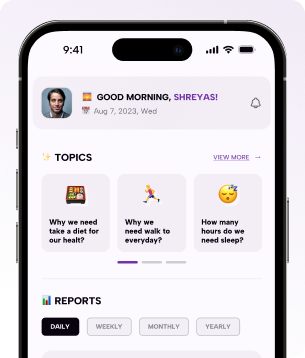 9:41
GOOD MORNING, SHREYAS!
Aug 7, 2023, Wed
TOPICS
VIEW MORE →
Why we need
take a diet for
our healt?
Why we
need walk to
everyday?
How many
hours do we
need sleep?
REPORTS
DAILY
WEEKLY
MONTHLY
YEARLY